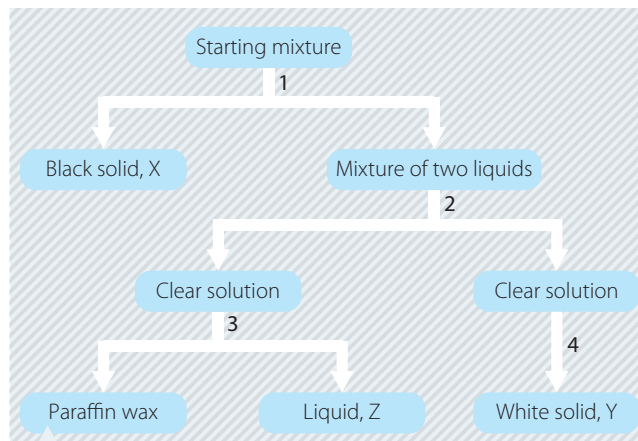 Starting mixture
1
Black solid, X
Mixture of two liquids
2
Clear solution
Clear solution
3
4
Paraffin wax
Liquid, Z
White solid, Y